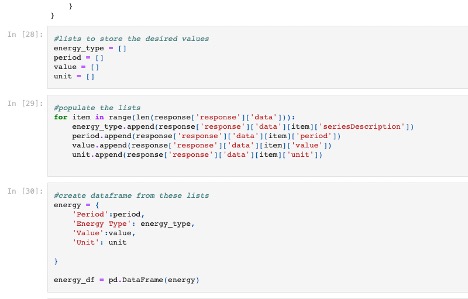 }
}
In [28]:
#lists to store the desired values
energy_type = []
period = []
value = []
unit = []
In [29]:
#populate the lists
for item in range(len(response['response']['data'])):
    energy_type.append(response['response']['data'][item]['seriesDescription'])
    period.append(response['response']['data'][item]['period'])
    value.append(response['response']['data'][item]['value'])
    unit.append(response['response']['data'][item]['unit'])
In [30]:
#create dataframe from these lists
energy = {
    'Period':period,
    'Energy Type': energy_type,
    'Value':value,
    'Unit': unit
}
energy_df = pd.DataFrame(energy)